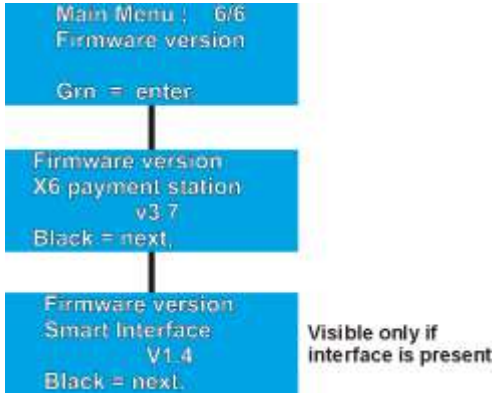 Main Menu : 6/6
Firmware version
Grn = enter
Firmware version
X6 payment station
v3.7
Black = next,
Firmware version
Smart Interface
V1.4
Black = next.
Visible only if
interface is present